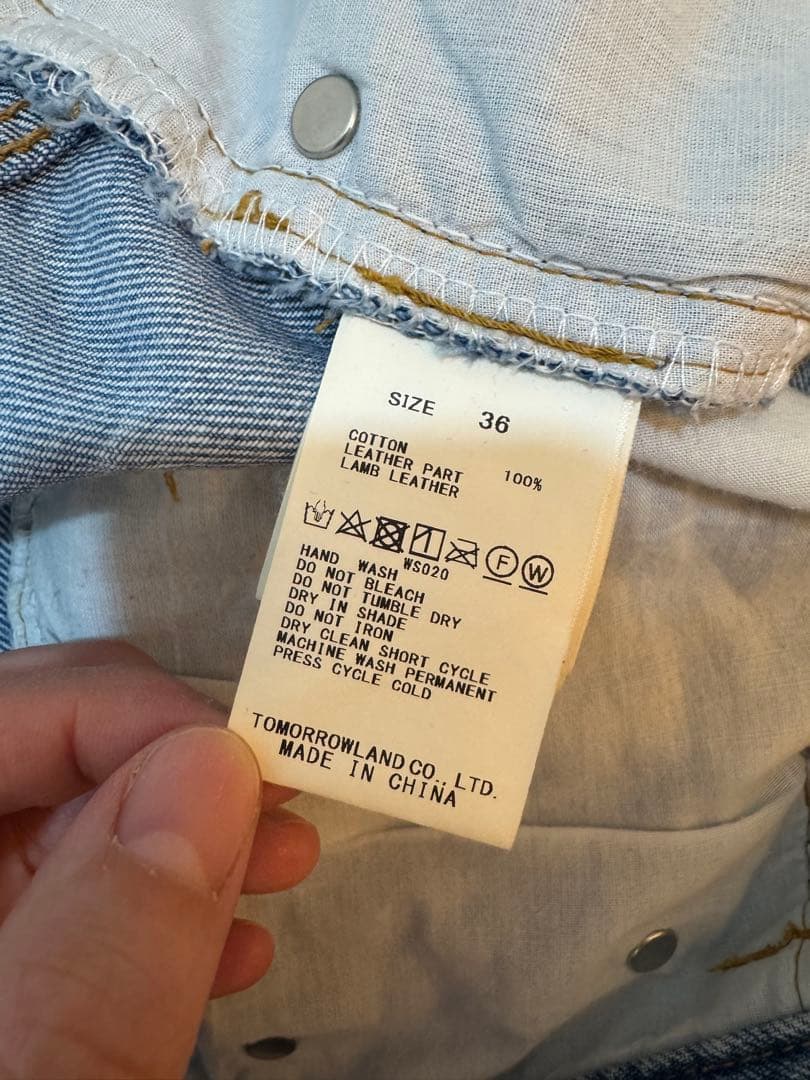 SIZE 36
COTTON 100%
LEATHER PART
LAMB LEATHER
F W
WS020
HAND WASH
DO NOT BLEACH
DO NOT TUMBLE DRY
DRY IN SHADE
DO NOT IRON
DRY CLEAN SHORT CYCLE
MACHINE WASH PERMANENT
PRESS CYCLE COLD
TOMORROWLAND CO., LTD.
MADE IN CHINA